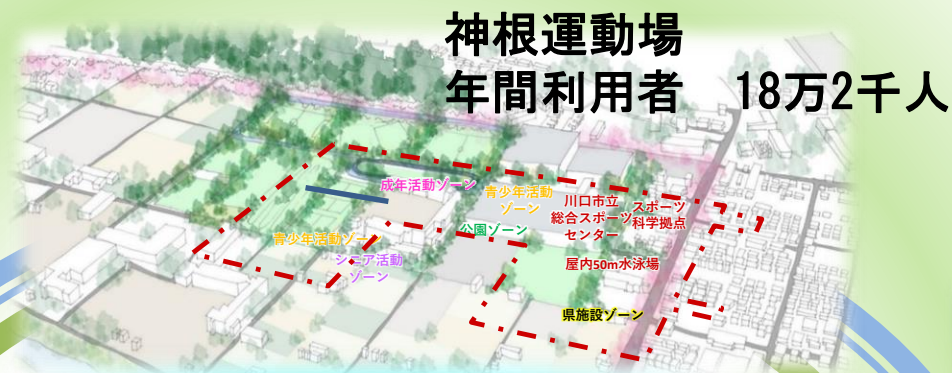 神根運動場
年間利用者　18万2千人
成年活動ゾーン
青少年活動
ゾーン
川口市立
総合スポーツ
センター
スポーツ
科学拠点
青少年活動ゾーン
公園ゾーン
シニア活動
ゾーン
屋内50m水泳場
県施設ゾーン